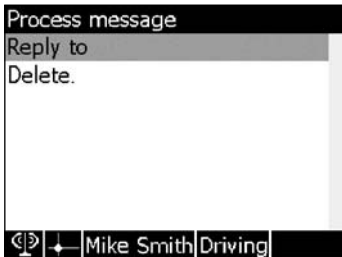 Process message
Reply to
Delete.
Mike Smith Driving